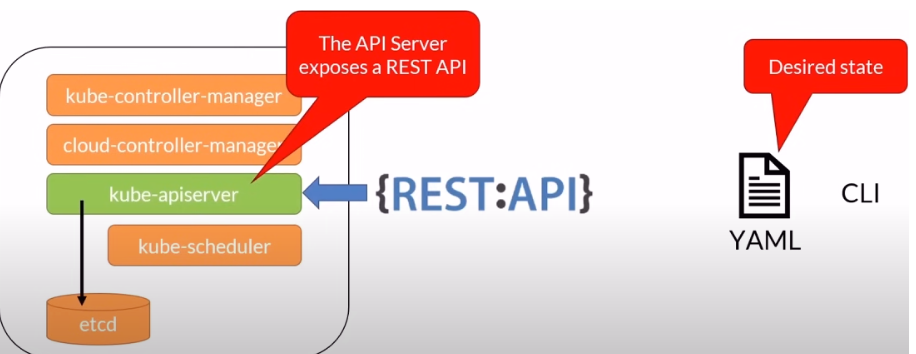 The API Server
exposes a REST API
Desired state
kube-controller-manager
cloud-controller-manager
kube-apiserver
{REST:API}
CLI
YAML
kube-scheduler
etcd